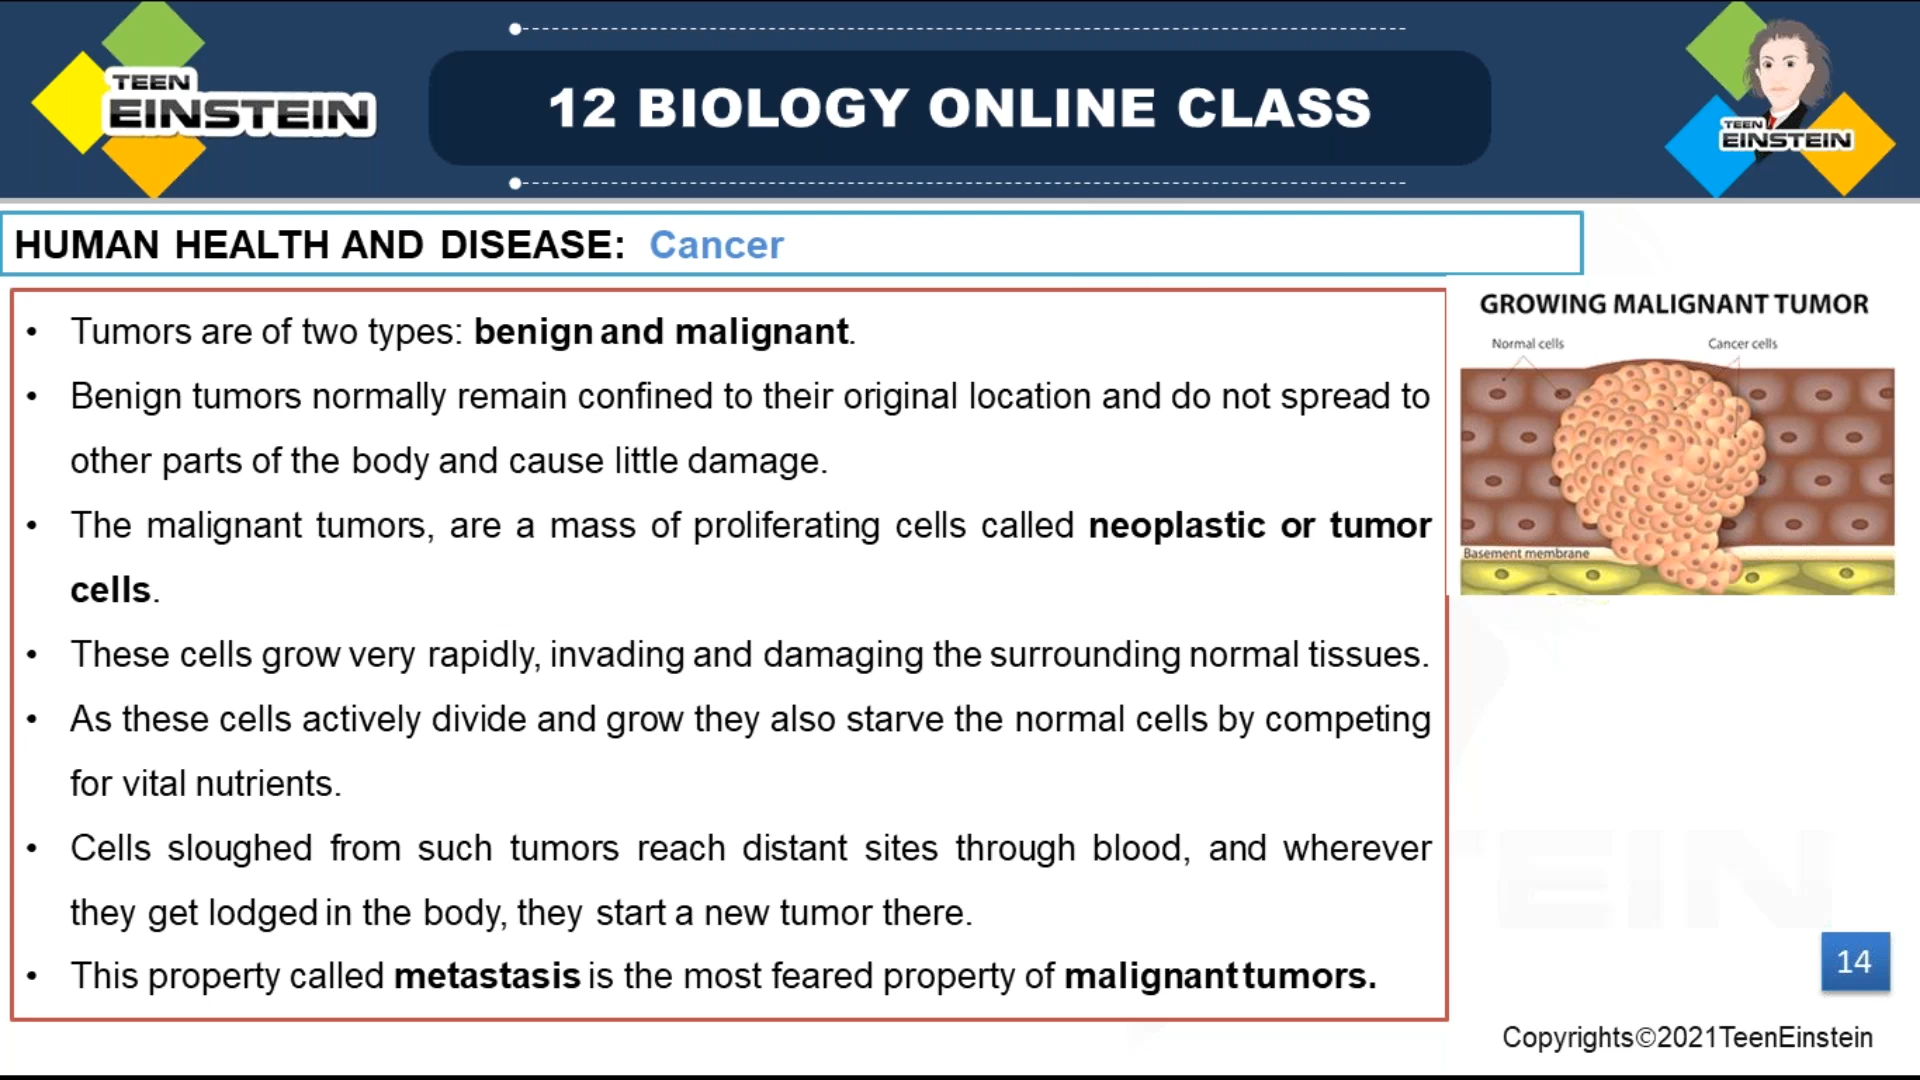 TEEN
EINSTEIN
12 BIOLOGY ONLINE CLASS
TEEN
EINSTEIN
HUMAN HEALTH AND DISEASE: Cancer
• Tumors are of two types: benign and malignant.
• Benign tumors normally remain confined to their original location and do not spread to
other parts of the body and cause little damage.
• The malignant tumors, are a mass of proliferating cells called neoplastic or tumor
cells.
• These cells grow very rapidly, invading and damaging the surrounding normal tissues.
• As these cells actively divide and grow they also starve the normal cells by competing
for vital nutrients.
• Cells sloughed from such tumors reach distant sites through blood, and wherever
they get lodged in the body, they start a new tumor there.
• This property called metastasis is the most feared property of malignant tumors.
GROWING MALIGNANT TUMOR
Normal cells
Cancer cells
Basement membrane
EIN
14
Copyrights©2021TeenEinstein